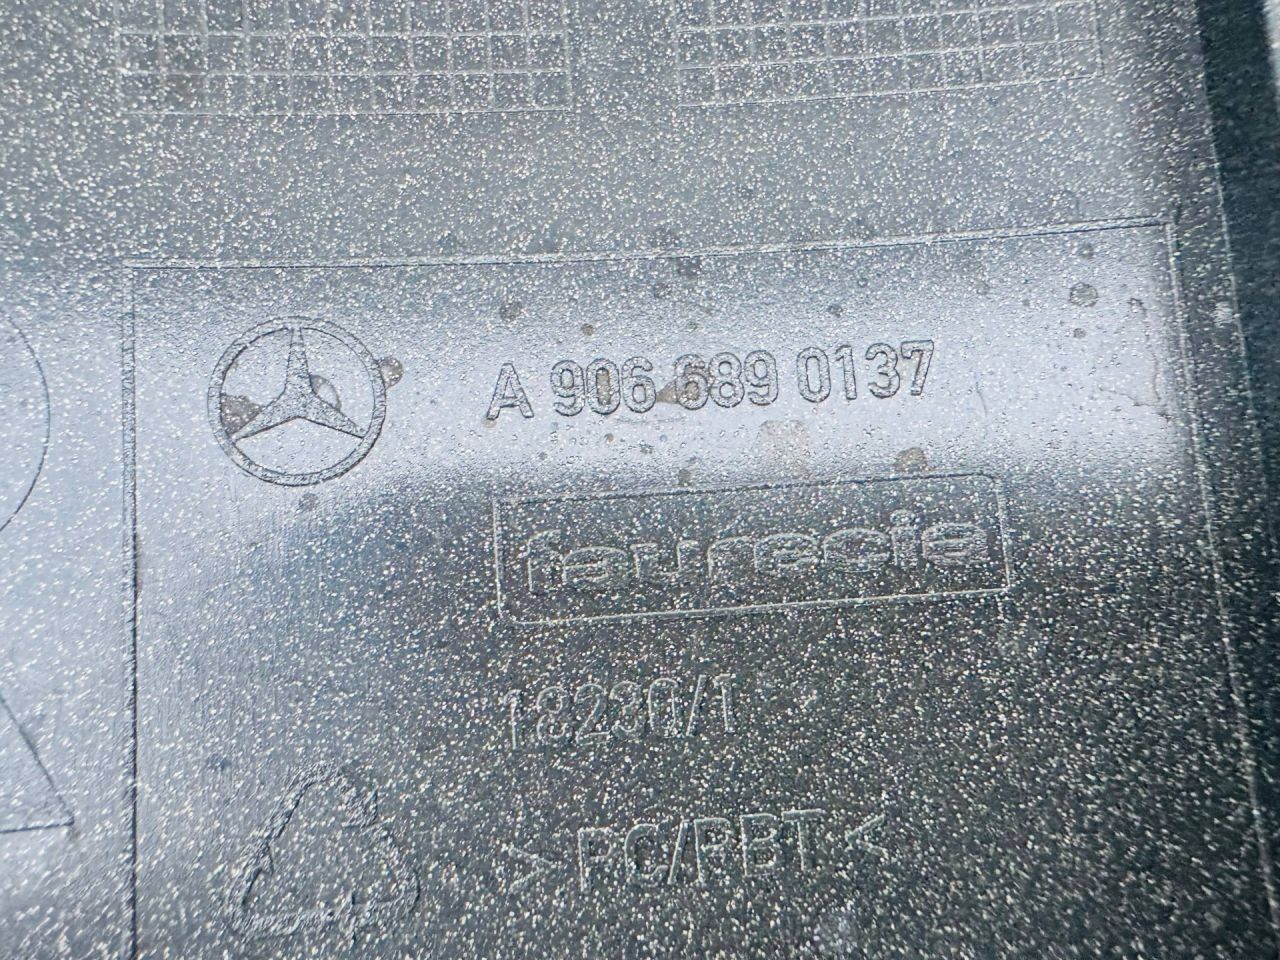 A 906 689 0137
faurecia
18230/1
> PC/PBT <